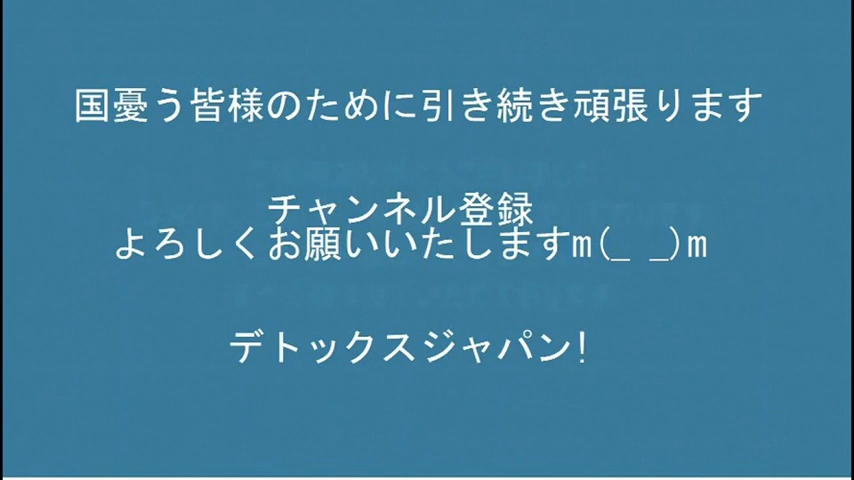 国憂う皆様のために引き続き頑張ります
チャンネル登録
よろしくお願いいたしますm(_ _)m
デトックスジャパン!